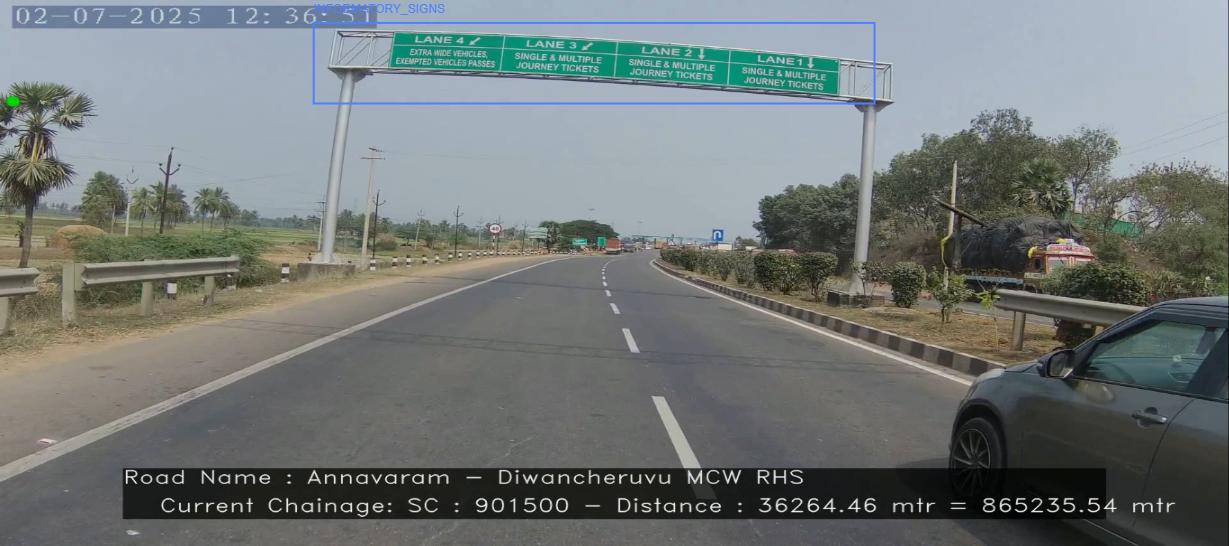 02-07-2025 12:36:51
INFORMATORY_SIGNS
LANE 4 ↙
EXTRA WIDE VEHICLES,
EXEMPTED VEHICLES PASSES
LANE 3 ↙
SINGLE & MULTIPLE
JOURNEY TICKETS
LANE 2 ↓
SINGLE & MULTIPLE
JOURNEY TICKETS
LANE 1 ↓
SINGLE & MULTIPLE
JOURNEY TICKETS
40
Road Name : Annavaram - Diwancheruvu MCW RHS
Current Chainage: SC : 901500 - Distance : 36264.46 mtr = 865235.54 mtr